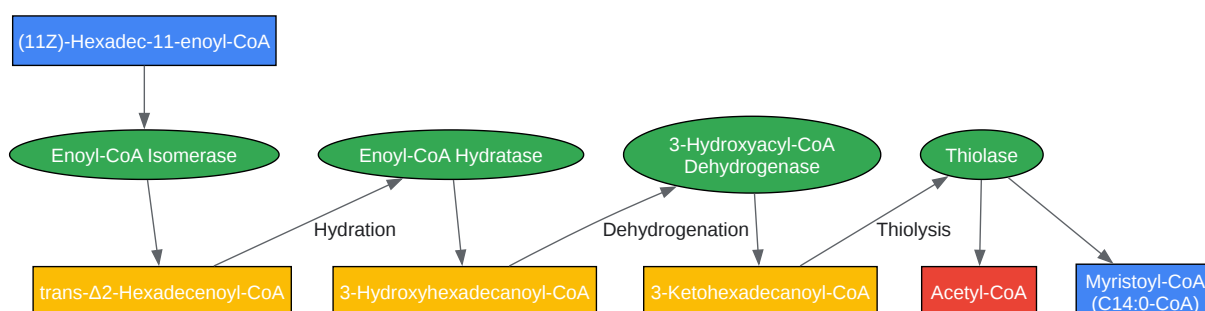 (11Z)-Hexadec-11-enoyl-CoA
Enoyl-CoA Isomerase
Enoyl-CoA Hydratase
3-Hydroxyacyl-CoA
Dehydrogenase
Thiolase
Hydration
Dehydrogenation
Thiolysis
trans-Δ2-Hexadecenoyl-CoA
3-Hydroxyhexadecanoyl-CoA
3-Ketohexadecanoyl-CoA
Acetyl-CoA
Myristoyl-CoA
(C14:0-CoA)